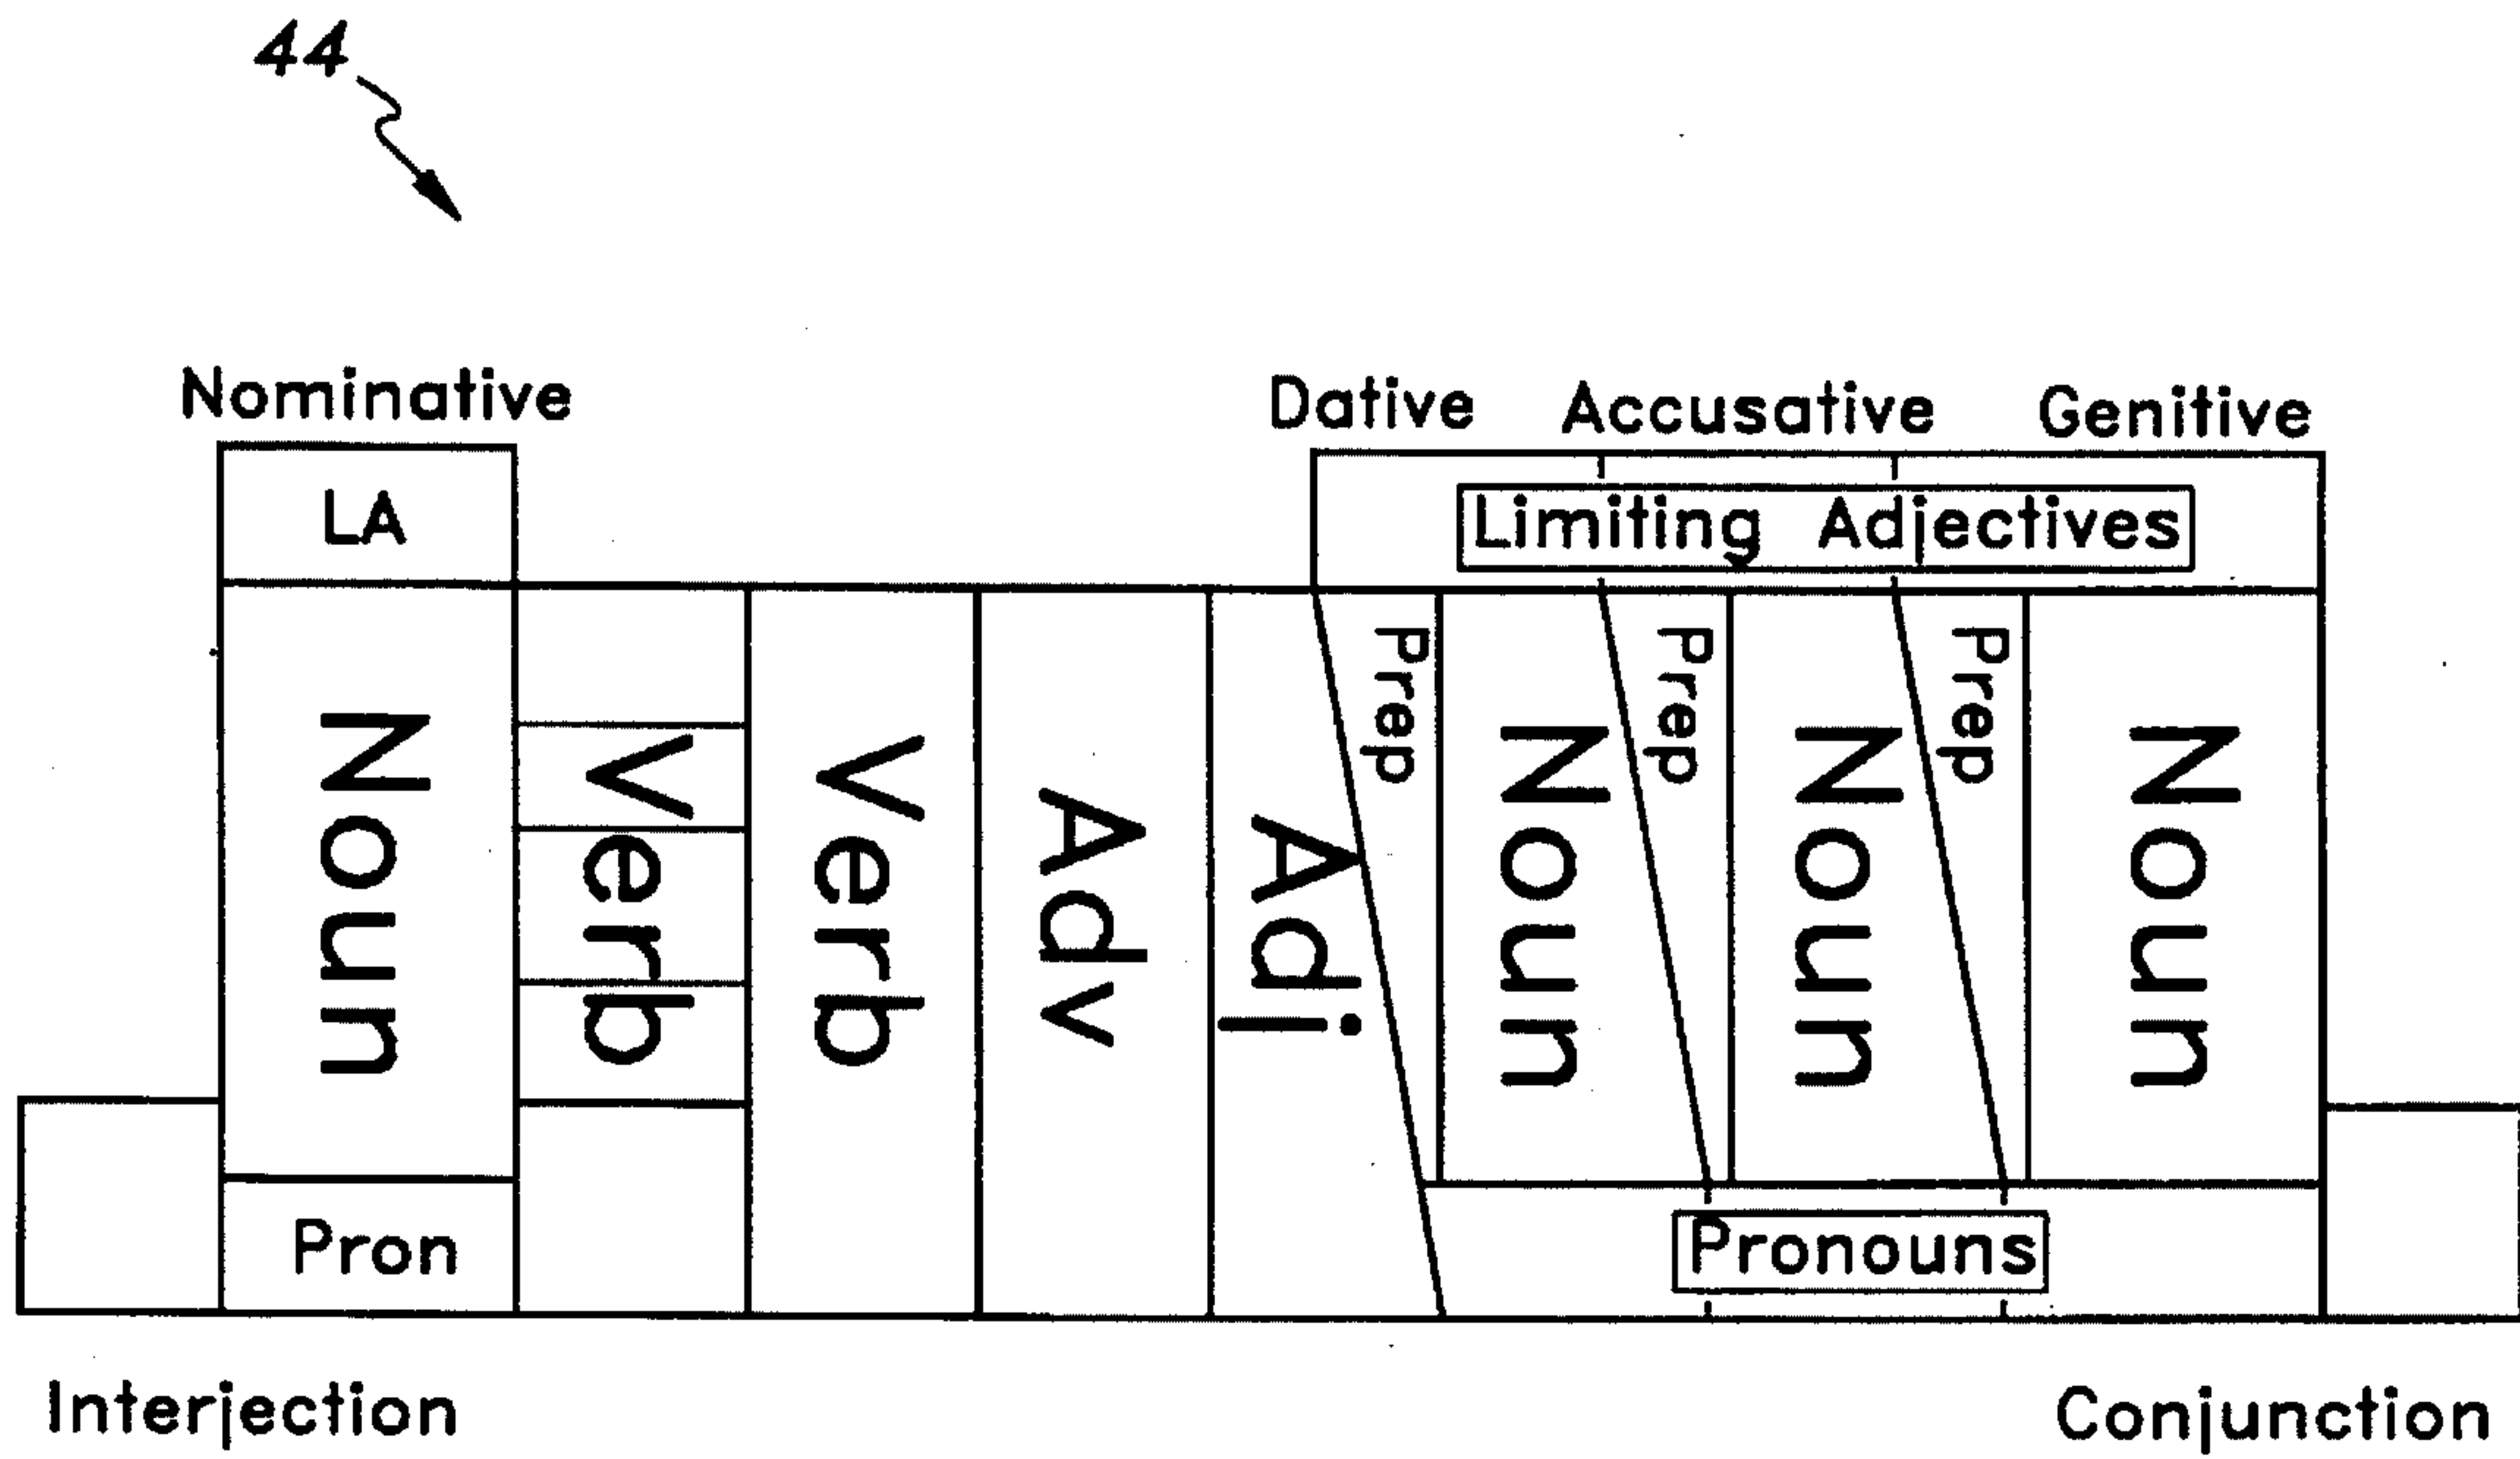 44
Nominative
Dative Accusative Genitive
LA
Limiting Adjectives
Noun
Verb
Verb
Adv
Adj
Prep
Noun
Prep
Noun
Prep
Noun
Pron
Pronouns
Interjection
Conjunction